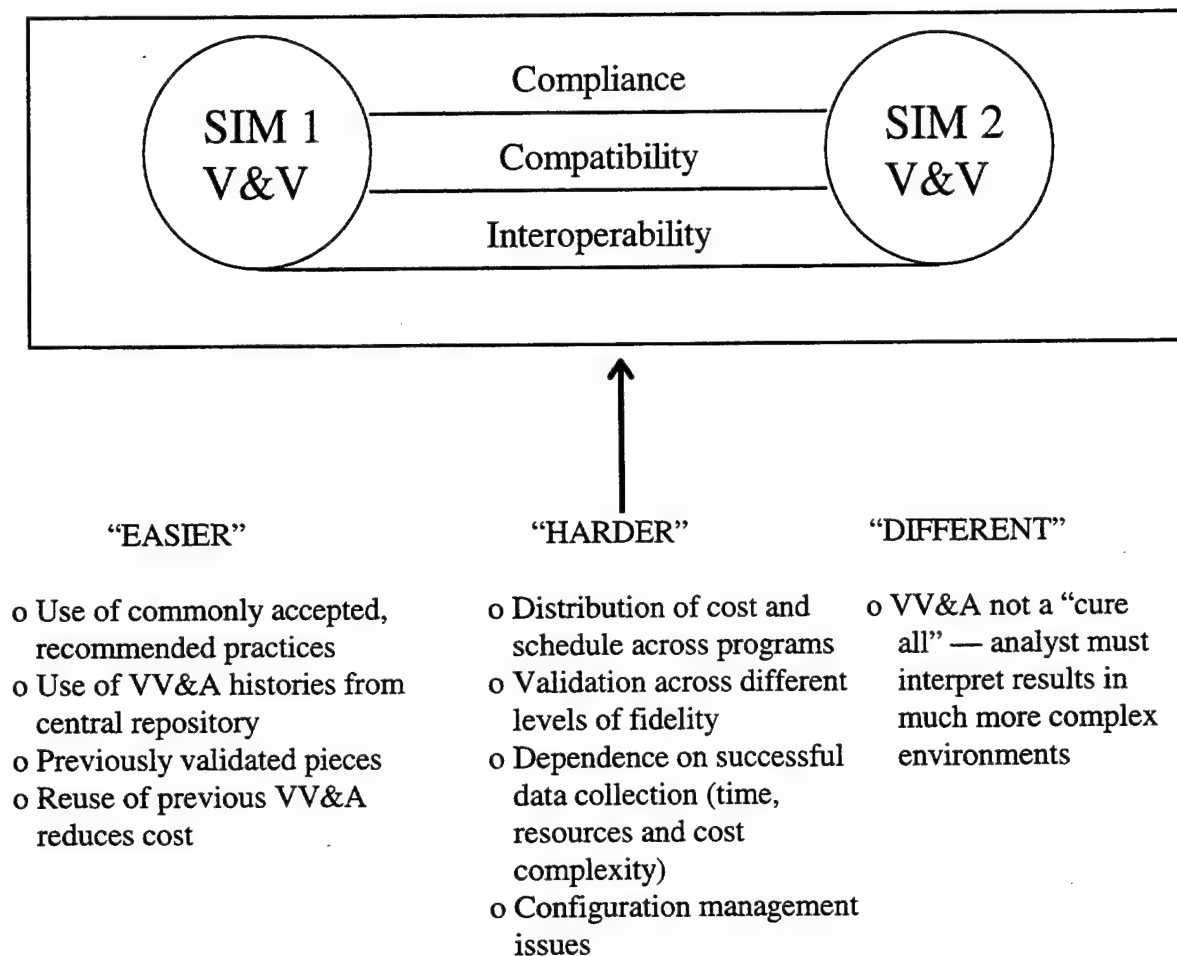 SIM 1
V&V
Compliance
Compatibility
Interoperability
SIM 2
V&V
“EASIER”
o Use of commonly accepted,
recommended practices
o Use of VV&A histories from
central repository
o Previously validated pieces
o Reuse of previous VV&A
reduces cost
“HARDER”
o Distribution of cost and
schedule across programs
o Validation across different
levels of fidelity
o Dependence on successful
data collection (time,
resources and cost
complexity)
o Configuration management
issues
“DIFFERENT”
o VV&A not a “cure
all” — analyst must
interpret results in
much more complex
environments